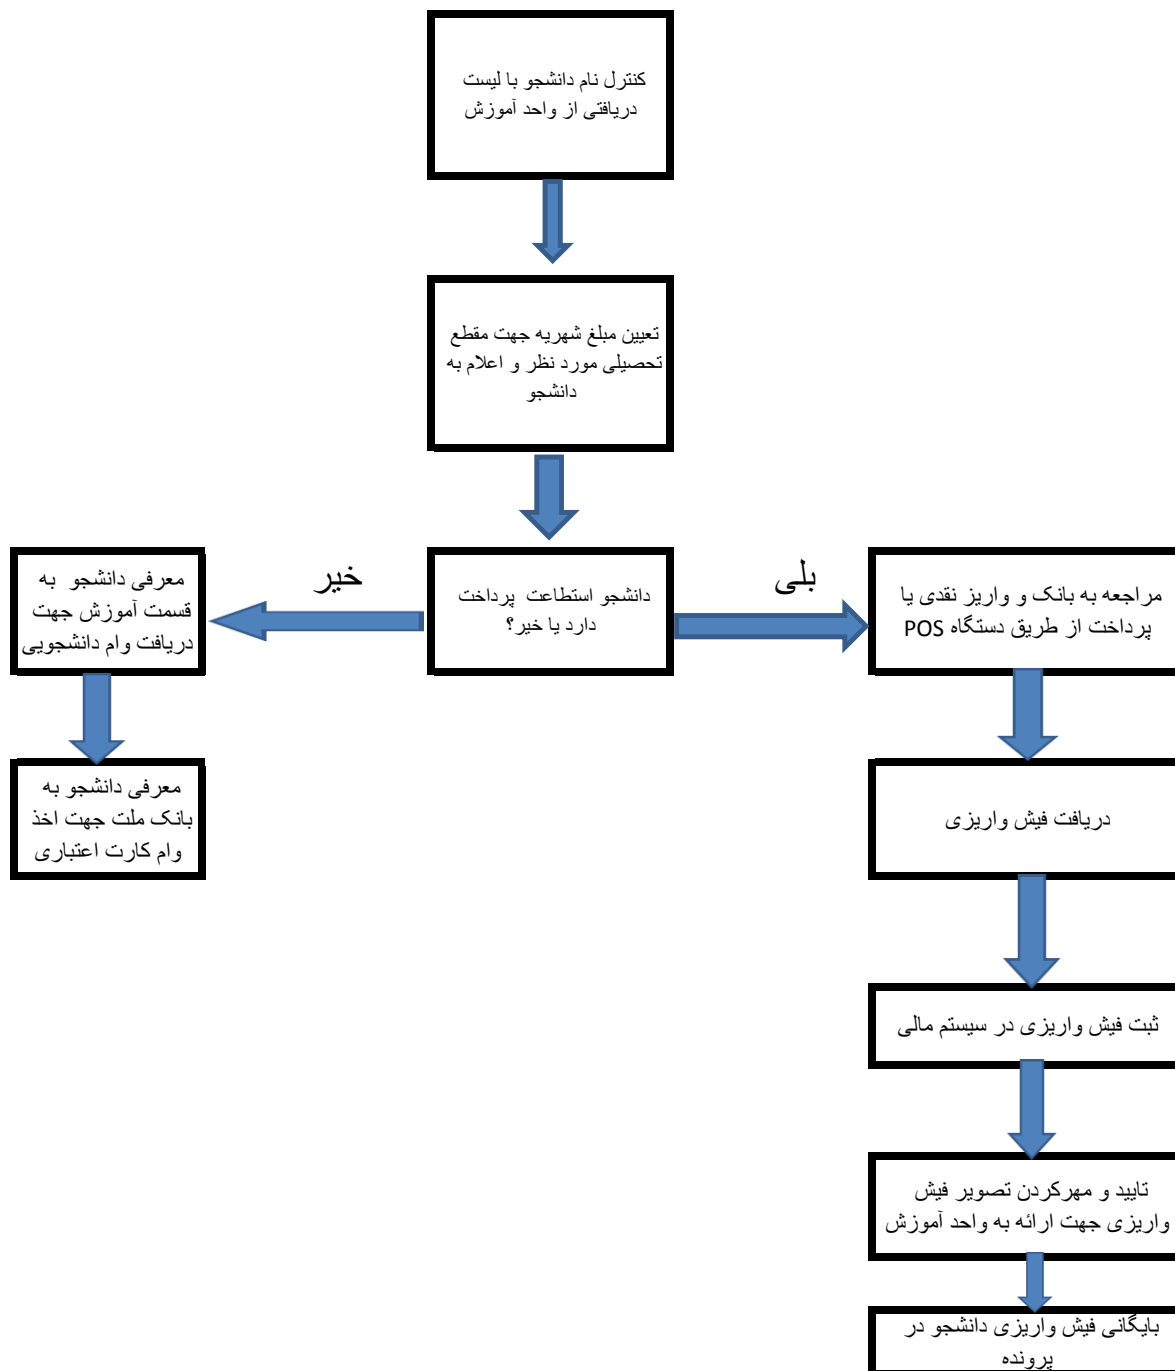 کنترل نام دانشجو با لیست
دریافتی از واحد آموزش
تعیین مبلغ شهریه جهت مقطع
تحصیلی مورد نظر و اعلام به
دانشجو
دانشجو استطاعت پرداخت
دارد یا خیر؟
بلی
مراجعه به بانک و واریز نقدی یا
پرداخت از طریق دستگاه POS
دریافت فیش واریزی
ثبت فیش واریزی در سیستم مالی
تایید و مهرکردن تصویر فیش
واریزی جهت ارائه به واحد آموزش
بایگانی فیش واریزی دانشجو در
پرونده
خیر
معرفی دانشجو به
قسمت آموزش جهت
دریافت وام دانشجویی
معرفی دانشجو به
بانک ملت جهت اخذ
وام کارت اعتباری